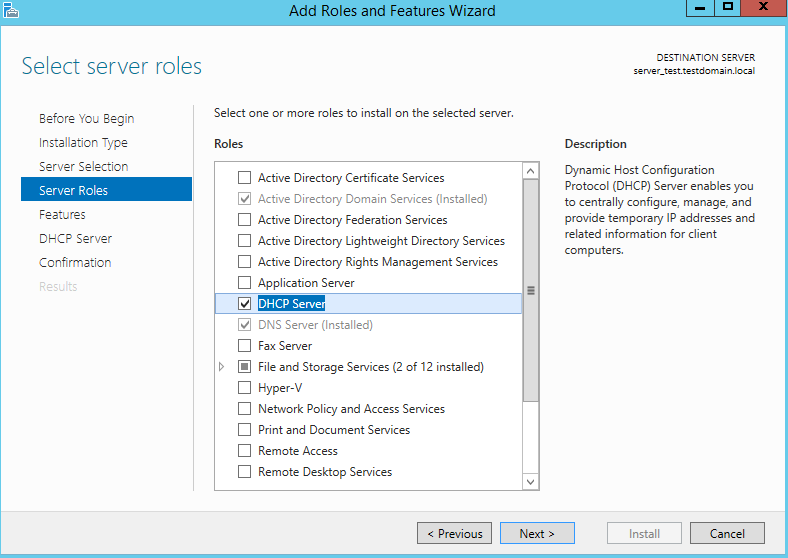 Add Roles and Features Wizard
Select server roles
DESTINATION SERVER
server_test.testdomain.local
Before You Begin
Installation Type
Server Selection
Server Roles
Features
DHCP Server
Confirmation
Results
Select one or more roles to install on the selected server.
Roles
Active Directory Certificate Services
Active Directory Domain Services (Installed)
Active Directory Federation Services
Active Directory Lightweight Directory Services
Active Directory Rights Management Services
Application Server
DHCP Server
DNS Server (Installed)
Fax Server
File and Storage Services (2 of 12 installed)
Hyper-V
Network Policy and Access Services
Print and Document Services
Remote Access
Remote Desktop Services
Description
Dynamic Host Configuration
Protocol (DHCP) Server enables you
to centrally configure, manage, and
provide temporary IP addresses and
related information for client
computers.
< Previous
Next >
Install
Cancel